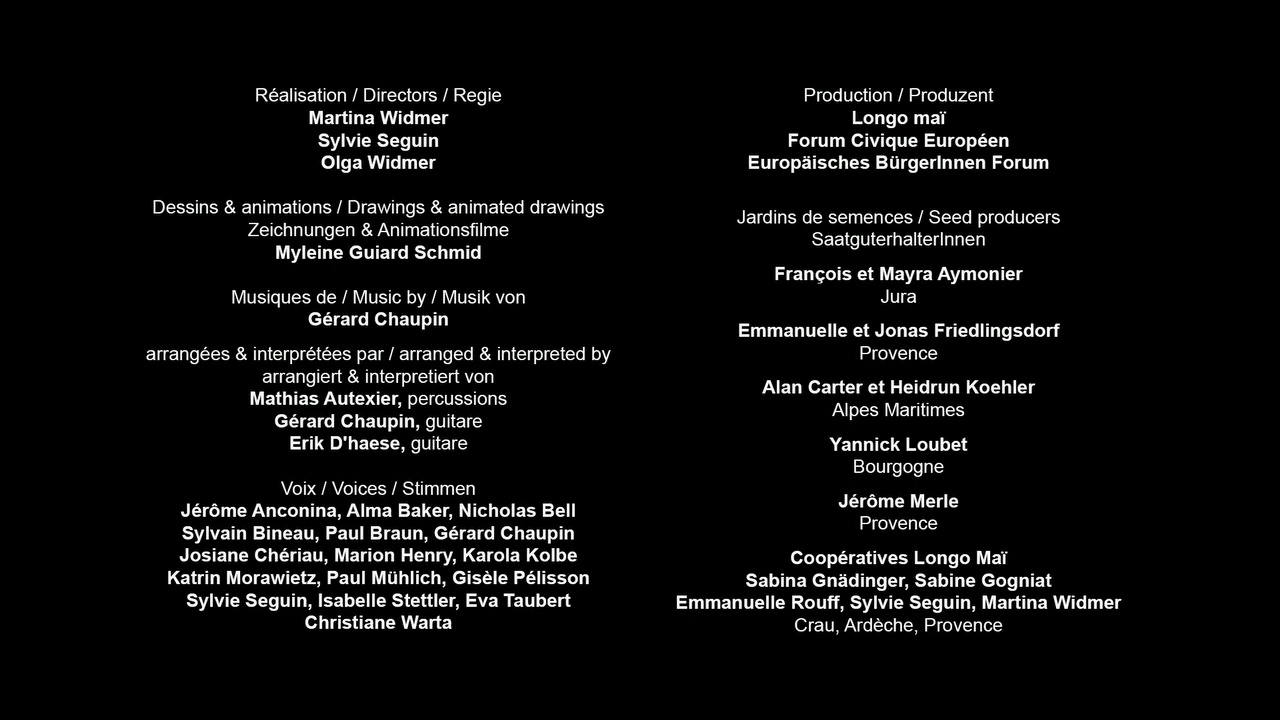 Réalisation / Directors / Regie
Martina Widmer
Sylvie Seguin
Olga Widmer
Dessins & animations / Drawings & animated drawings
Zeichnungen & Animationsfilme
Myleine Guiard Schmid
Musiques de / Music by / Musik von
Gérard Chaupin
arrangées & interprétées par / arranged & interpreted by
arrangiert & interpretiert von
Mathias Autexier, percussions
Gérard Chaupin, guitare
Erik D'haese, guitare
Voix / Voices / Stimmen
Jérôme Anconina, Alma Baker, Nicholas Bell
Sylvain Bineau, Paul Braun, Gérard Chaupin
Josiane Chériau, Marion Henry, Karola Kolbe
Katrin Morawietz, Paul Mühlich, Gisèle Pélisson
Sylvie Seguin, Isabelle Stettler, Eva Taubert
Christiane Warta
Production / Produzent
Longo maï
Forum Civique Européen
Europäisches BürgerInnen Forum
Jardins de semences / Seed producers
SaatguterhalterInnen
François et Mayra Aymonier
Jura
Emmanuelle et Jonas Friedlingsdorf
Provence
Alan Carter et Heidrun Koehler
Alpes Maritimes
Yannick Loubet
Bourgogne
Jérôme Merle
Provence
Coopératives Longo Maï
Sabina Gnädinger, Sabine Gogniat
Emmanuelle Rouff, Sylvie Seguin, Martina Widmer
Crau, Ardèche, Provence